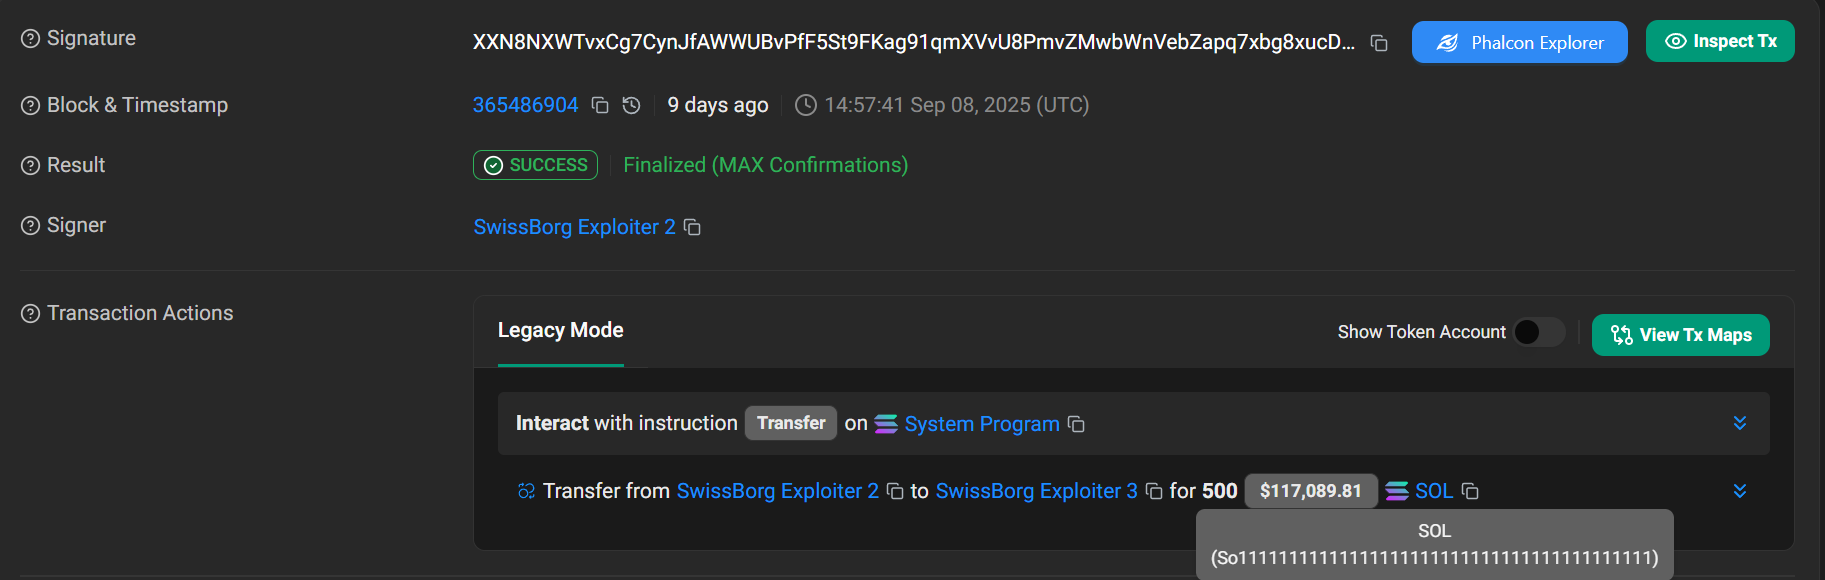 Signature
XXN8NXWTvxCg7CynJfAWWUBvPfF5St9FKag91qmXVvU8PmvZMwbWnVebZapq7xbg8xucD...
Phalcon Explorer
Inspect Tx
Block & Timestamp
365486904 9 days ago 14:57:41 Sep 08, 2025 (UTC)
Result
SUCCESS Finalized (MAX Confirmations)
Signer
SwissBorg Exploiter 2
Transaction Actions
Legacy Mode
Show Token Account
View Tx Maps
Interact with instruction Transfer on System Program
Transfer from SwissBorg Exploiter 2 to SwissBorg Exploiter 3 for 500 $117,089.81 SOL
SOL
(So11111111111111111111111111111111111111111)